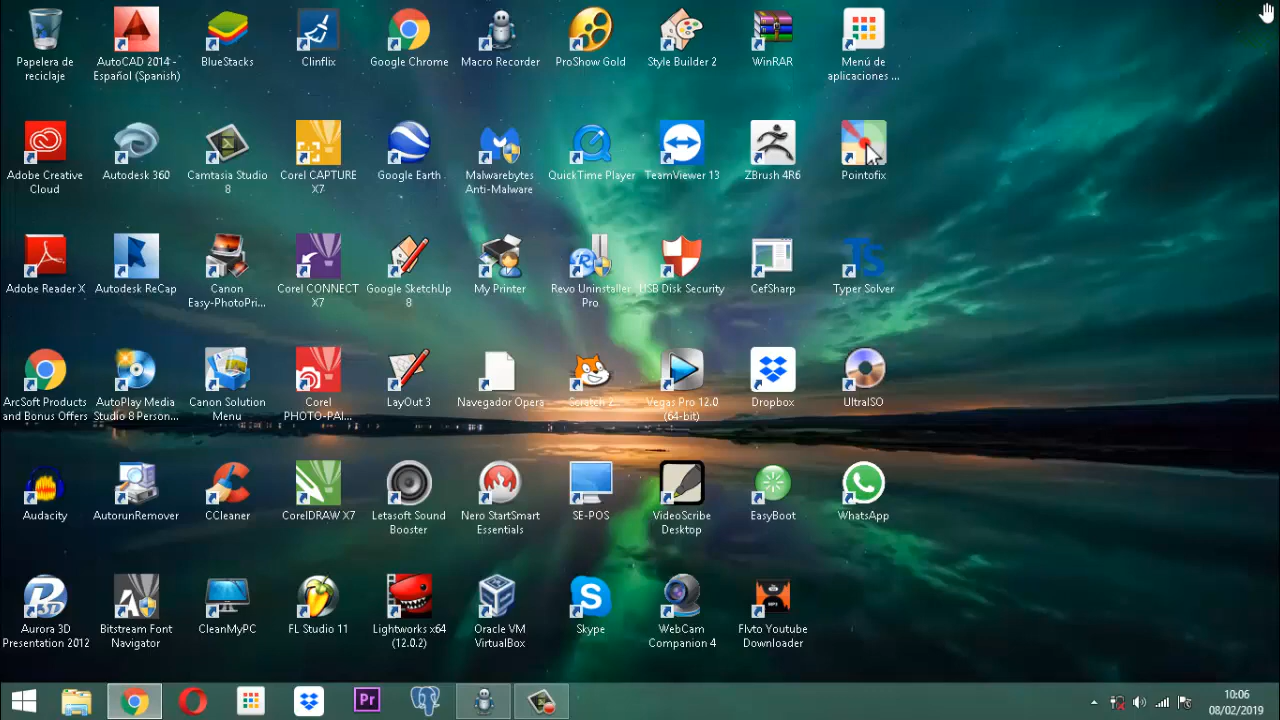 Papelera de
reciclaje
AutoCAD 2014 -
Español (Spanish)
BlueStacks
Clinflix
Google Chrome
Macro Recorder
ProShow Gold
Style Builder 2
WinRAR
Menú de
aplicaciones ...
Adobe Creative
Cloud
Autodesk 360
Camtasia Studio
8
Corel CAPTURE
X7
Google Earth
Malwarebytes
Anti-Malware
QuickTime Player
TeamViewer 13
ZBrush 4R6
Pointofix
Adobe Reader X
Autodesk ReCap
Canon
Easy-PhotoPri...
Corel CONNECT
X7
Google SketchUp
8
My Printer
Revo Uninstaller
Pro
USB Disk Security
CefSharp
TS
Typer Solver
ArcSoft Products
and Bonus Offers
AutoPlay Media
Studio 8 Person...
Canon Solution
Menu
Corel
PHOTO-PAI...
LayOut 3
Navegador Opera
Scratch 2...
Vegas Pro 12.0
(64-bit)
Dropbox
UltraISO
Audacity
AutorunRemover
CCleaner
CorelDRAW X7
Letasoft Sound
Booster
Nero StartSmart
Essentials
SE-POS
VideoScribe
Desktop
EasyBoot
WhatsApp
Aurora 3D
Presentation 2012
Bitstream Font
Navigator
CleanMyPC
FL Studio 11
Lightworks x64
(12.0.2)
Oracle VM
VirtualBox
Skype
WebCam
Companion 4
Flvto Youtube
Downloader
Pr
10:06
08/02/2019